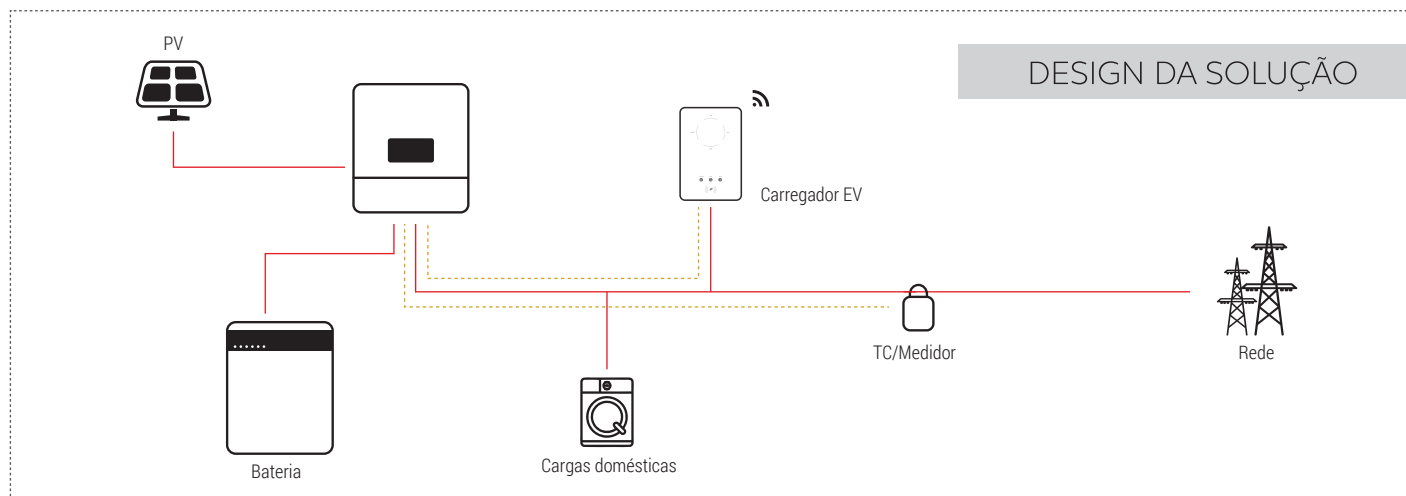 PV
DESIGN DA SOLUÇÃO
Carregador EV
TC/Medidor
Rede
Bateria
Cargas domésticas